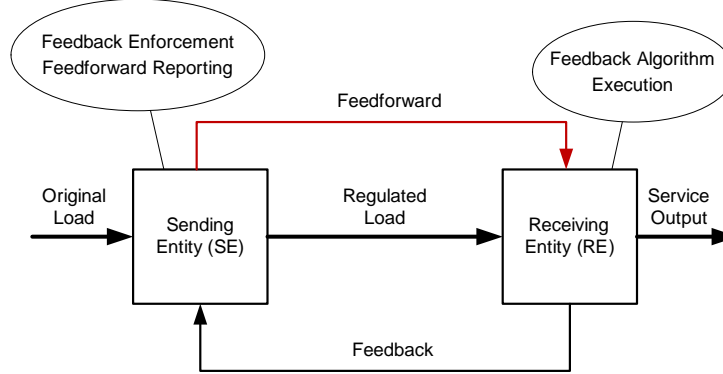 Feedback Enforcement
Feedforward Reporting
Feedback Algorithm
Execution
Feedforward
Original
Load
Sending
Entity (SE)
Regulated
Load
Receiving
Entity (RE)
Service
Output
Feedback